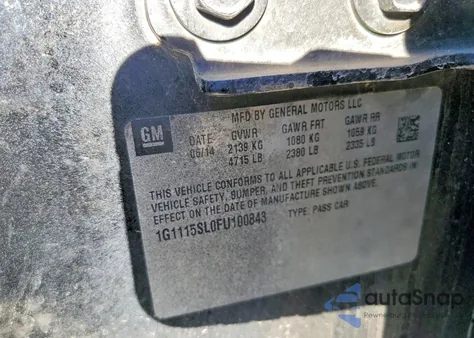 MFD BY GENERAL MOTORS LLC
GM
DATE GVWR GAWR FRT GAWR RR
06/14 2139 KG 1080 KG 1059 KG
4715 LB 2380 LB 2335 LB
THIS VEHICLE CONFORMS TO ALL APPLICABLE U.S. FEDERAL MOTOR
VEHICLE SAFETY, BUMPER, AND THEFT PREVENTION STANDARDS IN
EFFECT ON THE DATE OF MANUFACTURE SHOWN ABOVE.
1G1115SL0FU100843 TYPE: PASS CAR
autoSnap